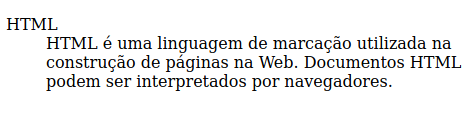 HTML
HTML é uma linguagem de marcação utilizada na
construção de páginas na Web. Documentos HTML
podem ser interpretados por navegadores.